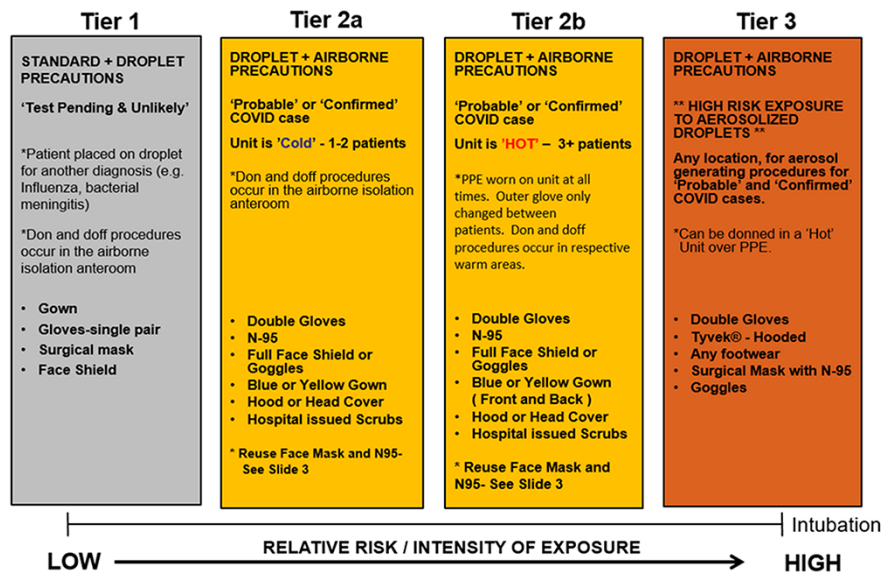 Tier 1
STANDARD + DROPLET
PRECAUTIONS
'Test Pending & Unlikely'
*Patient placed on droplet
for another diagnosis (e.g.
Influenza, bacterial
meningitis)
*Don and doff procedures
occur in the airborne
isolation anteroom
• Gown
• Gloves-single pair
• Surgical mask
• Face Shield
Tier 2a
DROPLET + AIRBORNE
PRECAUTIONS
'Probable' or 'Confirmed'
COVID case
Unit is 'Cold' - 1-2 patients
*Don and doff procedures
occur in the airborne isolation
anteroom
• Double Gloves
• N-95
• Full Face Shield or
Goggles
• Blue or Yellow Gown
• Hood or Head Cover
• Hospital issued Scrubs
* Reuse Face Mask and N95-
See Slide 3
Tier 2b
DROPLET + AIRBORNE
PRECAUTIONS
'Probable' or 'Confirmed'
COVID case
Unit is 'HOT' – 3+ patients
*PPE worn on unit at all
times. Outer glove only
changed between
patients. Don and doff
procedures occur in respective
warm areas.
• Double Gloves
• N-95
• Full Face Shield or
Goggles
• Blue or Yellow Gown
( Front and Back )
• Hood or Head Cover
• Hospital issued Scrubs
* Reuse Face Mask and
N95- See Slide 3
Tier 3
DROPLET + AIRBORNE
PRECAUTIONS
** HIGH RISK EXPOSURE
TO AEROSOLIZED
DROPLETS **
Any location, for aerosol
generating procedures for
'Probable' and 'Confirmed'
COVID cases.
*Can be donned in a 'Hot'
Unit over PPE.
• Double Gloves
• Tyvek® - Hooded
• Any footwear
• Surgical Mask with N-95
• Goggles
Intubation
LOW
RELATIVE RISK / INTENSITY OF EXPOSURE
HIGH